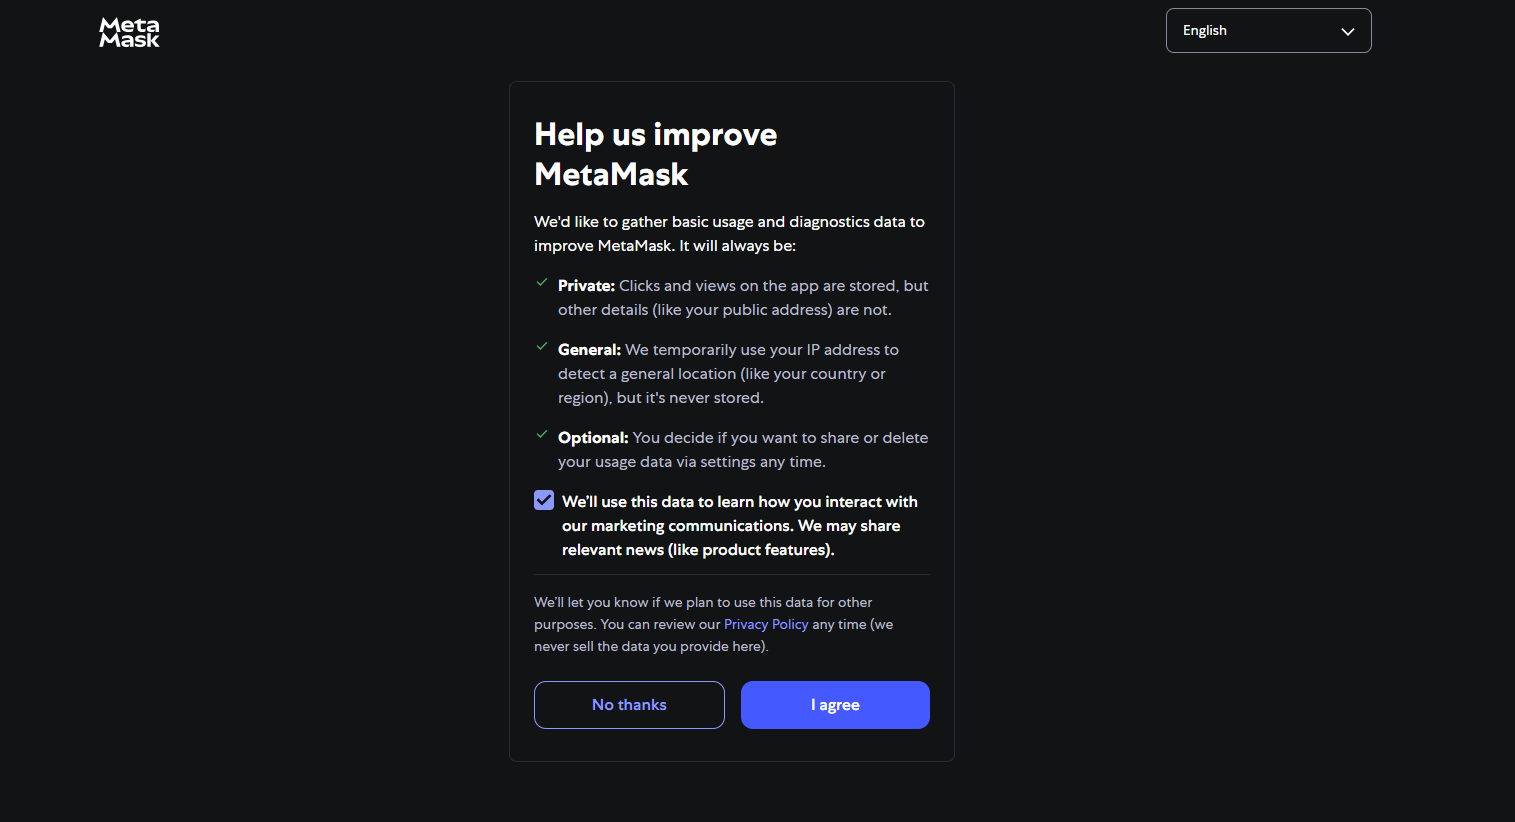 Meta
Mask
English
Help us improve
MetaMask
We'd like to gather basic usage and diagnostics data to
improve MetaMask. It will always be:
Private: Clicks and views on the app are stored, but
other details (like your public address) are not.
General: We temporarily use your IP address to
detect a general location (like your country or
region), but it's never stored.
Optional: You decide if you want to share or delete
your usage data via settings any time.
We'll use this data to learn how you interact with
our marketing communications. We may share
relevant news (like product features).
We'll let you know if we plan to use this data for other
purposes. You can review our Privacy Policy any time (we
never sell the data you provide here).
No thanks
I agree